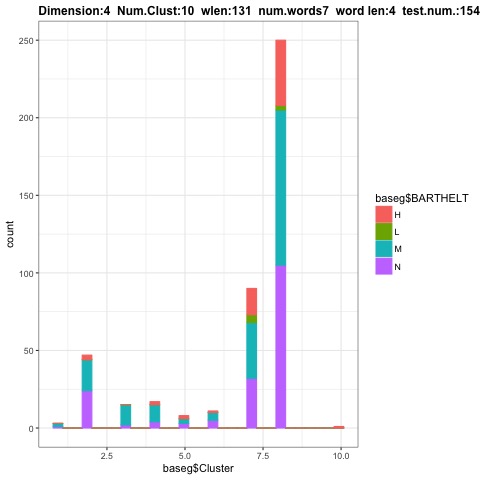 Dimension:4 Num.Clust:10 wlen:131 num.words7 word len:4 test.num.:154
250
200
150
100
50
0
count
2.5 5.0 7.5 10.0
baseg$Cluster
baseg$BARTHELT
H
L
M
N